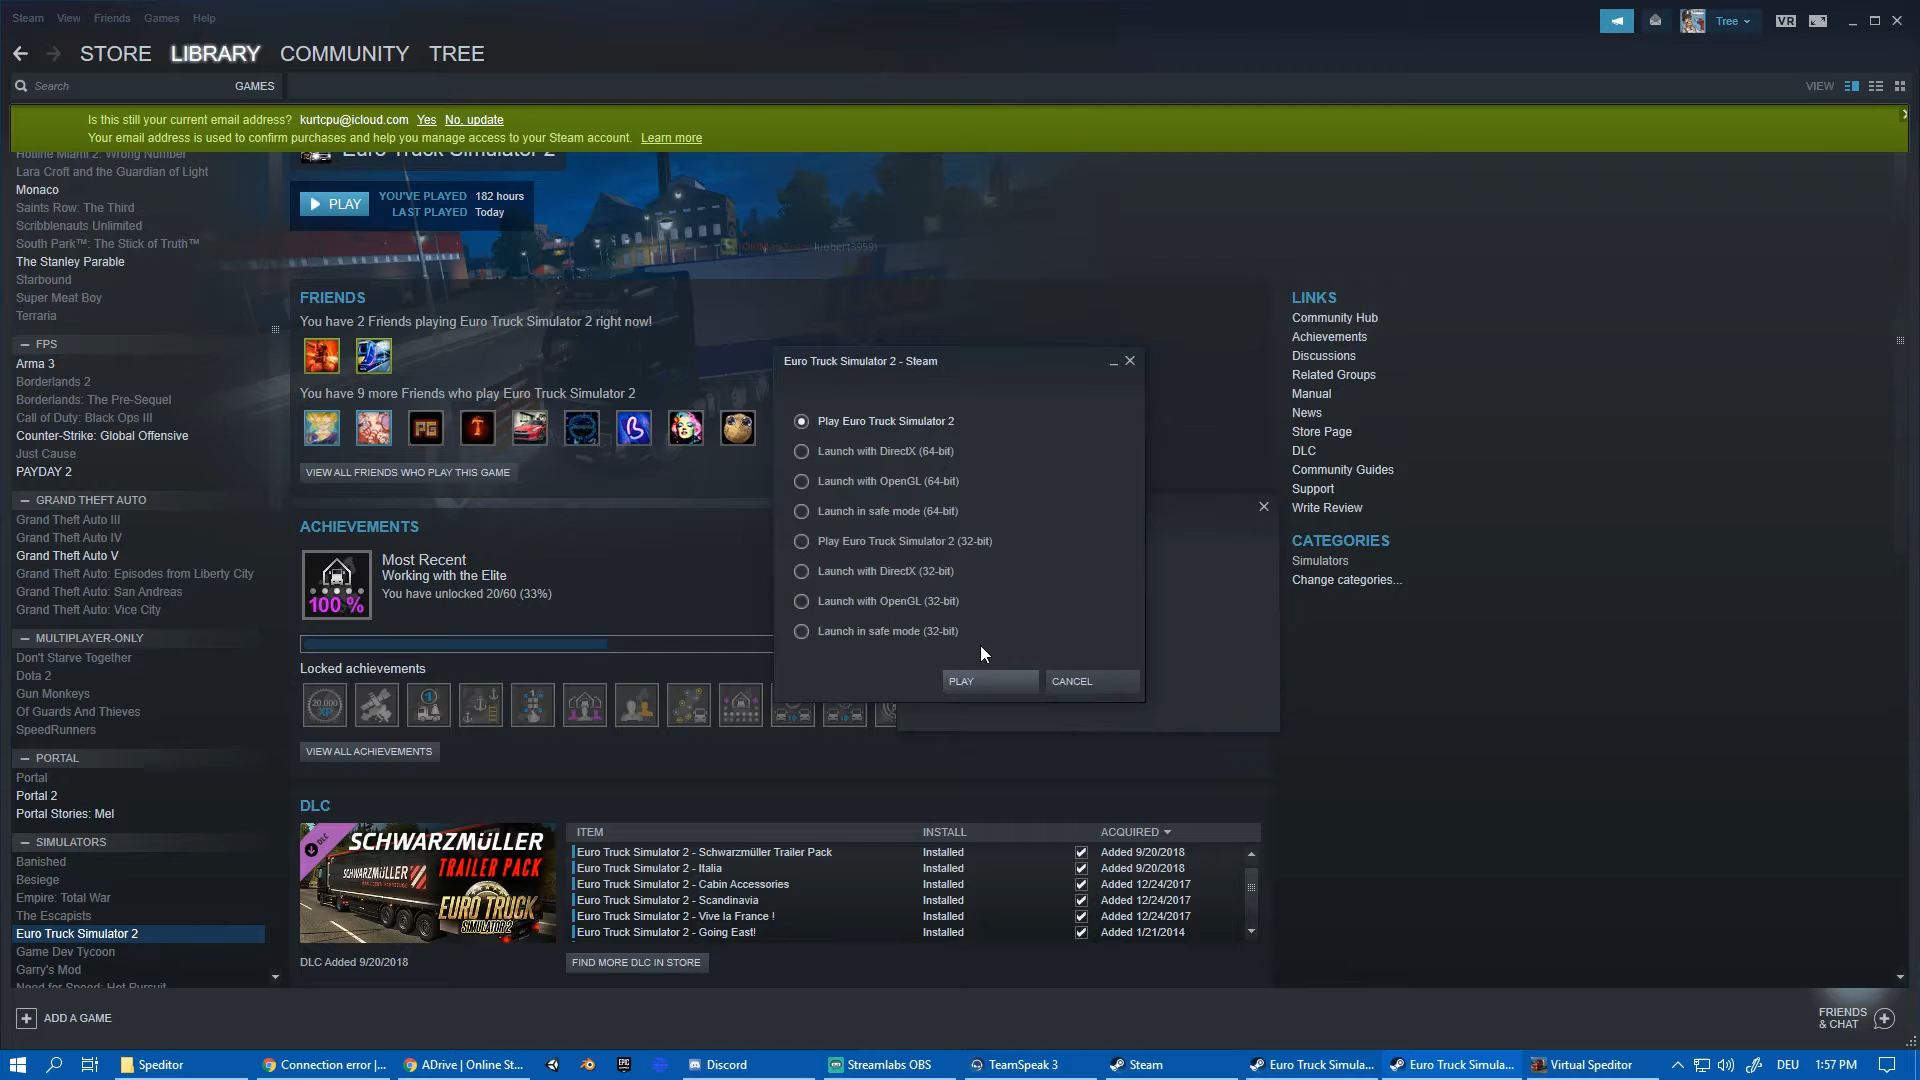 Steam View Friends Games Help
Tree
VR
STORE LIBRARY COMMUNITY TREE
Search GAMES
VIEW
Is this still your current email address? kurtcpu@icloud.com Yes No, update
Your email address is used to confirm purchases and help you manage access to your Steam account. Learn more
Hotline Miami 2: Wrong Number
Lara Croft and the Guardian of Light
Monaco
Saints Row: The Third
Scribblenauts Unlimited
South Park™: The Stick of Truth™
The Stanley Parable
Starbound
Super Meat Boy
Terraria
FPS
Arma 3
Borderlands 2
Borderlands: The Pre-Sequel
Call of Duty: Black Ops III
Counter-Strike: Global Offensive
Just Cause
PAYDAY 2
GRAND THEFT AUTO
Grand Theft Auto III
Grand Theft Auto IV
Grand Theft Auto V
Grand Theft Auto: Episodes from Liberty City
Grand Theft Auto: San Andreas
Grand Theft Auto: Vice City
MULTIPLAYER-ONLY
Don't Starve Together
Dota 2
Gun Monkeys
Of Guards And Thieves
SpeedRunners
PORTAL
Portal
Portal 2
Portal Stories: Mel
SIMULATORS
Banished
Besiege
Empire: Total War
The Escapists
Euro Truck Simulator 2
Game Dev Tycoon
Garry's Mod
Need for Speed: Hot Pursuit
ADD A GAME
Euro Truck Simulator 2
PLAY
YOU'VE PLAYED 182 hours
LAST PLAYED Today
FRIENDS
You have 2 Friends playing Euro Truck Simulator 2 right now!
You have 9 more Friends who play Euro Truck Simulator 2
VIEW ALL FRIENDS WHO PLAY THIS GAME
ACHIEVEMENTS
100 %
Most Recent
Working with the Elite
You have unlocked 20/60 (33%)
Locked achievements
20,000
XP
VIEW ALL ACHIEVEMENTS
Euro Truck Simulator 2 - Steam
Play Euro Truck Simulator 2
Launch with DirectX (64-bit)
Launch with OpenGL (64-bit)
Launch in safe mode (64-bit)
Play Euro Truck Simulator 2 (32-bit)
Launch with DirectX (32-bit)
Launch with OpenGL (32-bit)
Launch in safe mode (32-bit)
PLAY CANCEL
LINKS
Community Hub
Achievements
Discussions
Related Groups
Manual
News
Store Page
DLC
Community Guides
Support
Write Review
CATEGORIES
Simulators
Change categories...
DLC
DLC
SCHWARZMÜLLER
TRAILER PACK
SCHWARZMÜLLER
EURO TRUCK
SIMULATOR 2
DLC Added 9/20/2018
ITEM INSTALL ACQUIRED
Euro Truck Simulator 2 - Schwarzmüller Trailer Pack Installed Added 9/20/2018
Euro Truck Simulator 2 - Italia Installed Added 9/20/2018
Euro Truck Simulator 2 - Cabin Accessories Installed Added 12/24/2017
Euro Truck Simulator 2 - Scandinavia Installed Added 12/24/2017
Euro Truck Simulator 2 - Vive la France ! Installed Added 12/24/2017
Euro Truck Simulator 2 - Going East! Installed Added 1/21/2014
FIND MORE DLC IN STORE
FRIENDS
& CHAT
Speditor
Connection error |...
ADrive | Online St...
Discord
Streamlabs OBS
TeamSpeak 3
Steam
Euro Truck Simula...
Euro Truck Simula...
Virtual Speditor
DEU
1:57 PM